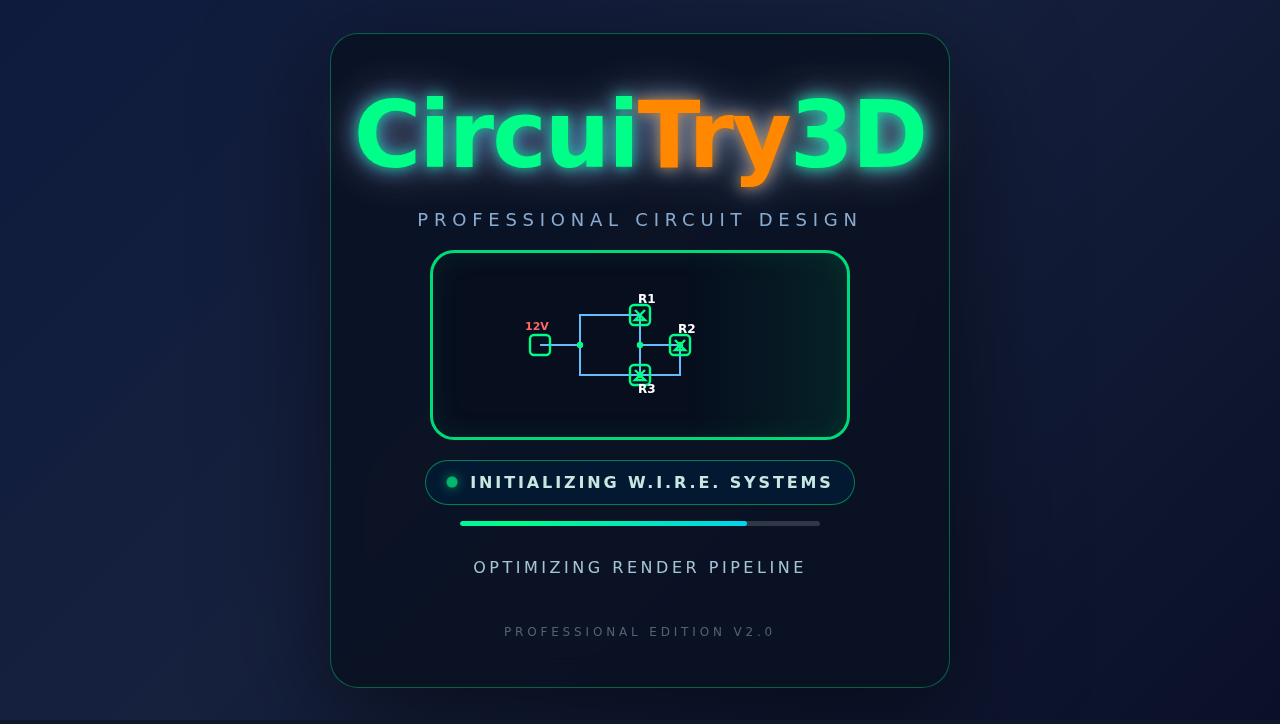 CircuiTry3D
PROFESSIONAL CIRCUIT DESIGN
R1
12V
R2
R3
INITIALIZING W.I.R.E. SYSTEMS
OPTIMIZING RENDER PIPELINE
PROFESSIONAL EDITION V2.0